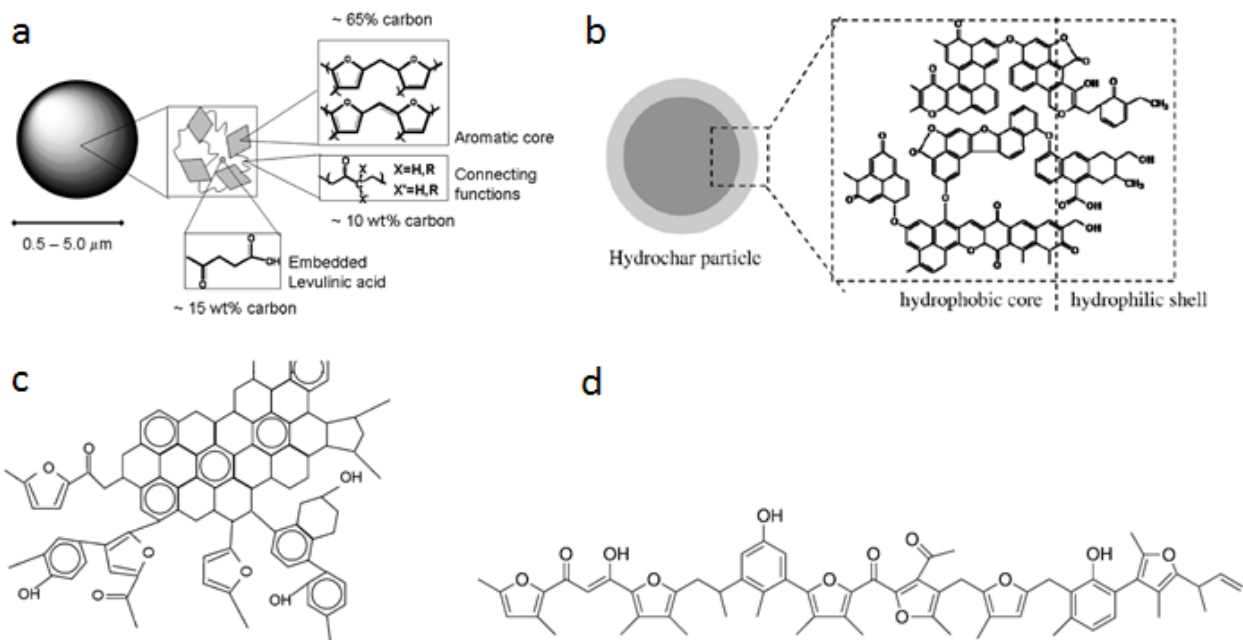 a
~ 65% carbon
O
O
X
X
O
O
X
X
Aromatic core
O
X
X=H,R
C
X'=H,R
X'
Connecting
functions
~ 10 wt% carbon
0.5 – 5.0 μm
O
OH
O
Embedded
Levulinic acid
~ 15 wt% carbon
b
Hydrochar particle
O
O
O
O
O
OH
O
O
O
O
CH₃
O
O
O
O
O
O
O
O
OH
CH₃
O
OH
O
O
O
O
O
OH
O
O
hydrophobic core
hydrophilic shell
c
O
O
OH
O
O
OH
O
OH
O
d
O
OH
O
O
OH
O
O
O
O
O
OH
O